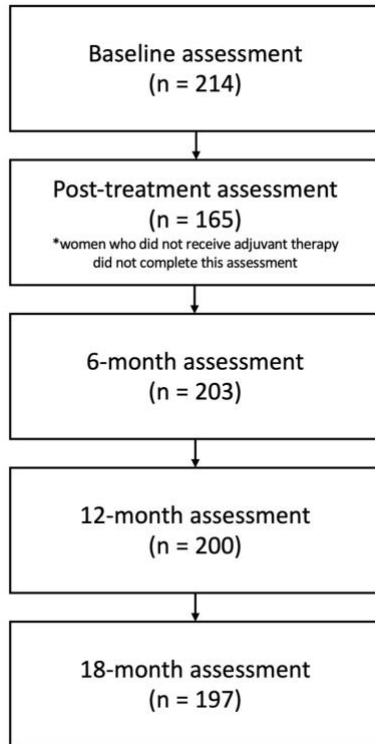 Baseline assessment
(n = 214)
Post-treatment assessment
(n = 165)
*women who did not receive adjuvant therapy
did not complete this assessment
6-month assessment
(n = 203)
12-month assessment
(n = 200)
18-month assessment
(n = 197)